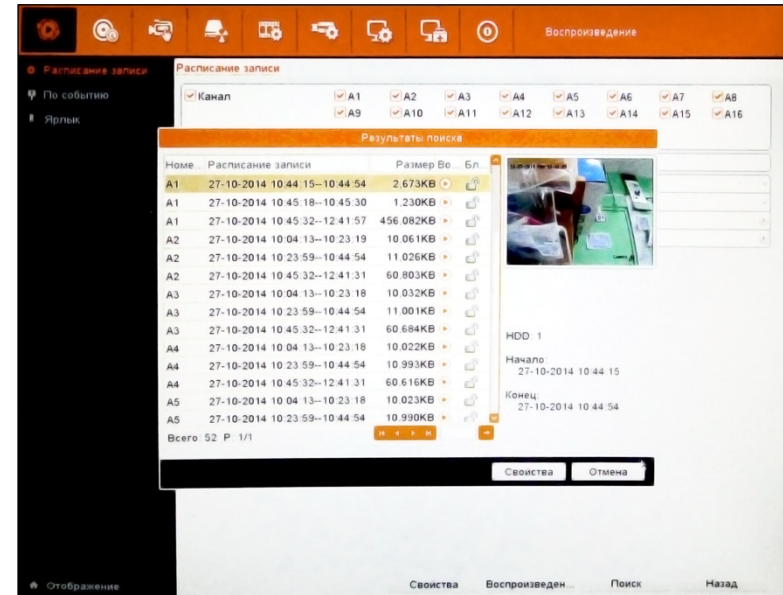 Воспроизведение
Расписание записи
По событию
Ярлык
Расписание записи
Канал A1 A2 A3 A4 A5 A6 A7 A8
A9 A10 A11 A12 A13 A14 A15 A16
Результаты поиска
Номе... Расписание записи Размер Во... Бл...
A1 27-10-2014 10:44:15--10:44:54 2,673KB
A1 27-10-2014 10:45:18--10:45:30 1,230KB
A1 27-10-2014 10:45:32--12:41:57 456,082KB
A2 27-10-2014 10:04:13--10:23:19 10,061KB
A2 27-10-2014 10:23:59--10:44:54 11,026KB
A2 27-10-2014 10:45:32--12:41:31 60,803KB
A3 27-10-2014 10:04:13--10:23:18 10,032KB
A3 27-10-2014 10:23:59--10:44:54 11,001KB
A3 27-10-2014 10:45:32--12:41:31 60,684KB
A4 27-10-2014 10:04:13--10:23:18 10,022KB
A4 27-10-2014 10:23:59--10:44:54 10,993KB
A4 27-10-2014 10:45:32--12:41:31 60,616KB
A5 27-10-2014 10:04:13--10:23:18 10,023KB
A5 27-10-2014 10:23:59--10:44:54 10,990KB
Всего: 52 P: 1/1
HDD: 1
Начало:
27-10-2014 10:44:15
Конец:
27-10-2014 10:44:54
Свойства Отмена
Отображение
Свойства Воспроизведен... Поиск Назад